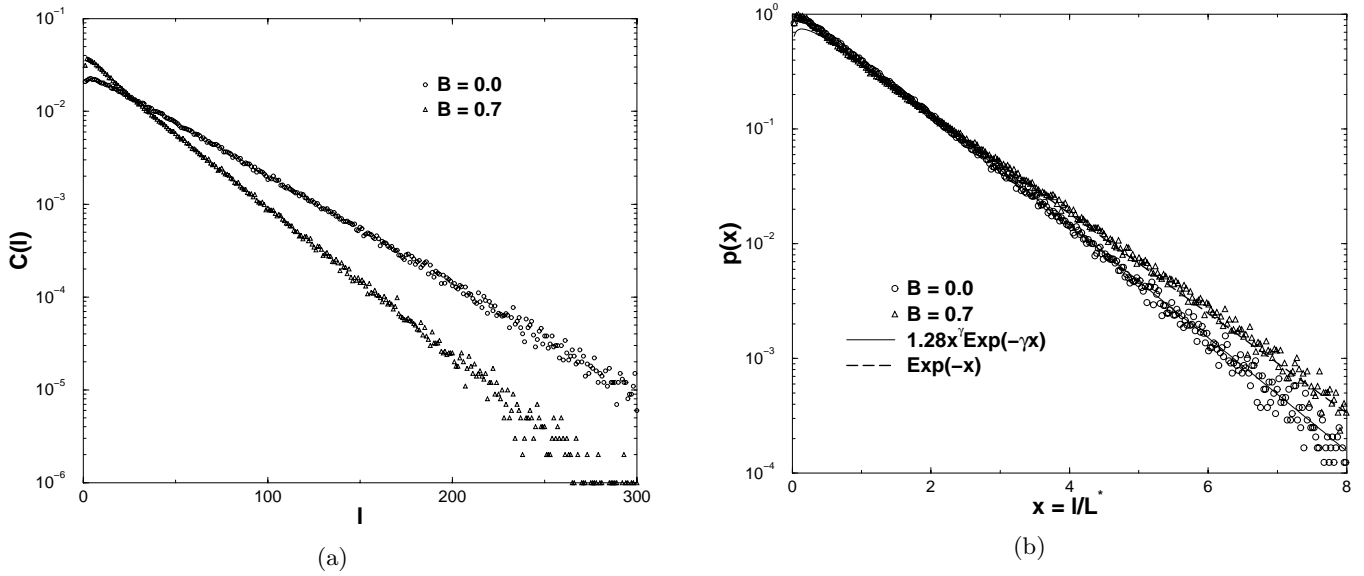 10⁻¹
10⁻²
10⁻³
10⁻⁴
10⁻⁵
10⁻⁶
C(l)
B = 0.0
B = 0.7
0 100 200 300
l
(a)
10⁰
10⁻¹
10⁻²
10⁻³
10⁻⁴
p(x)
B = 0.0
B = 0.7
1.28x^γExp(−γx)
Exp(−x)
0 2 4 6 8
x = l/L*
(b)